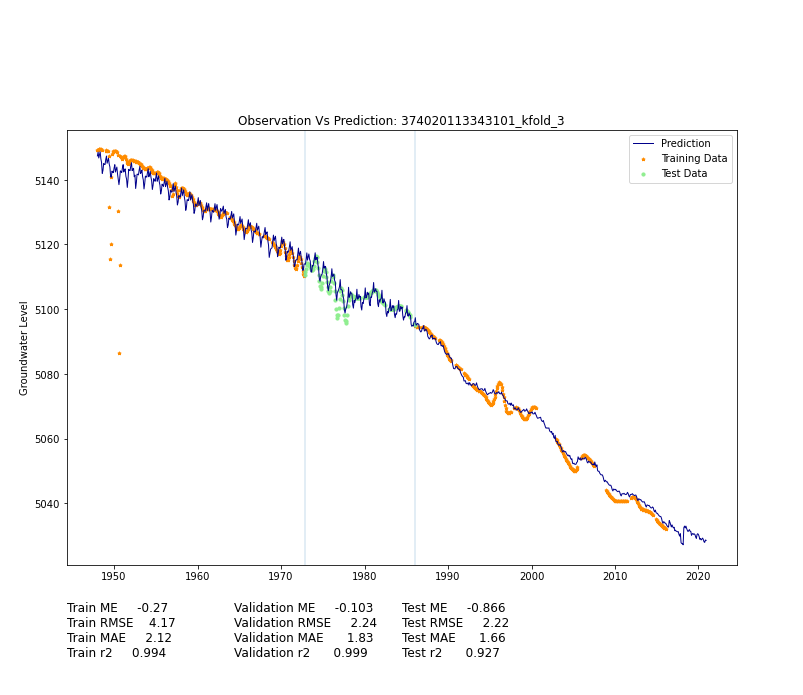 Observation Vs Prediction: 374020113343101_kfold_3
Prediction
Training Data
Test Data
Groundwater Level
5140
5120
5100
5080
5060
5040
1950 1960 1970 1980 1990 2000 2010 2020
Train ME -0.27 Validation ME -0.103 Test ME -0.866
Train RMSE 4.17 Validation RMSE 2.24 Test RMSE 2.22
Train MAE 2.12 Validation MAE 1.83 Test MAE 1.66
Train r2 0.994 Validation r2 0.999 Test r2 0.927